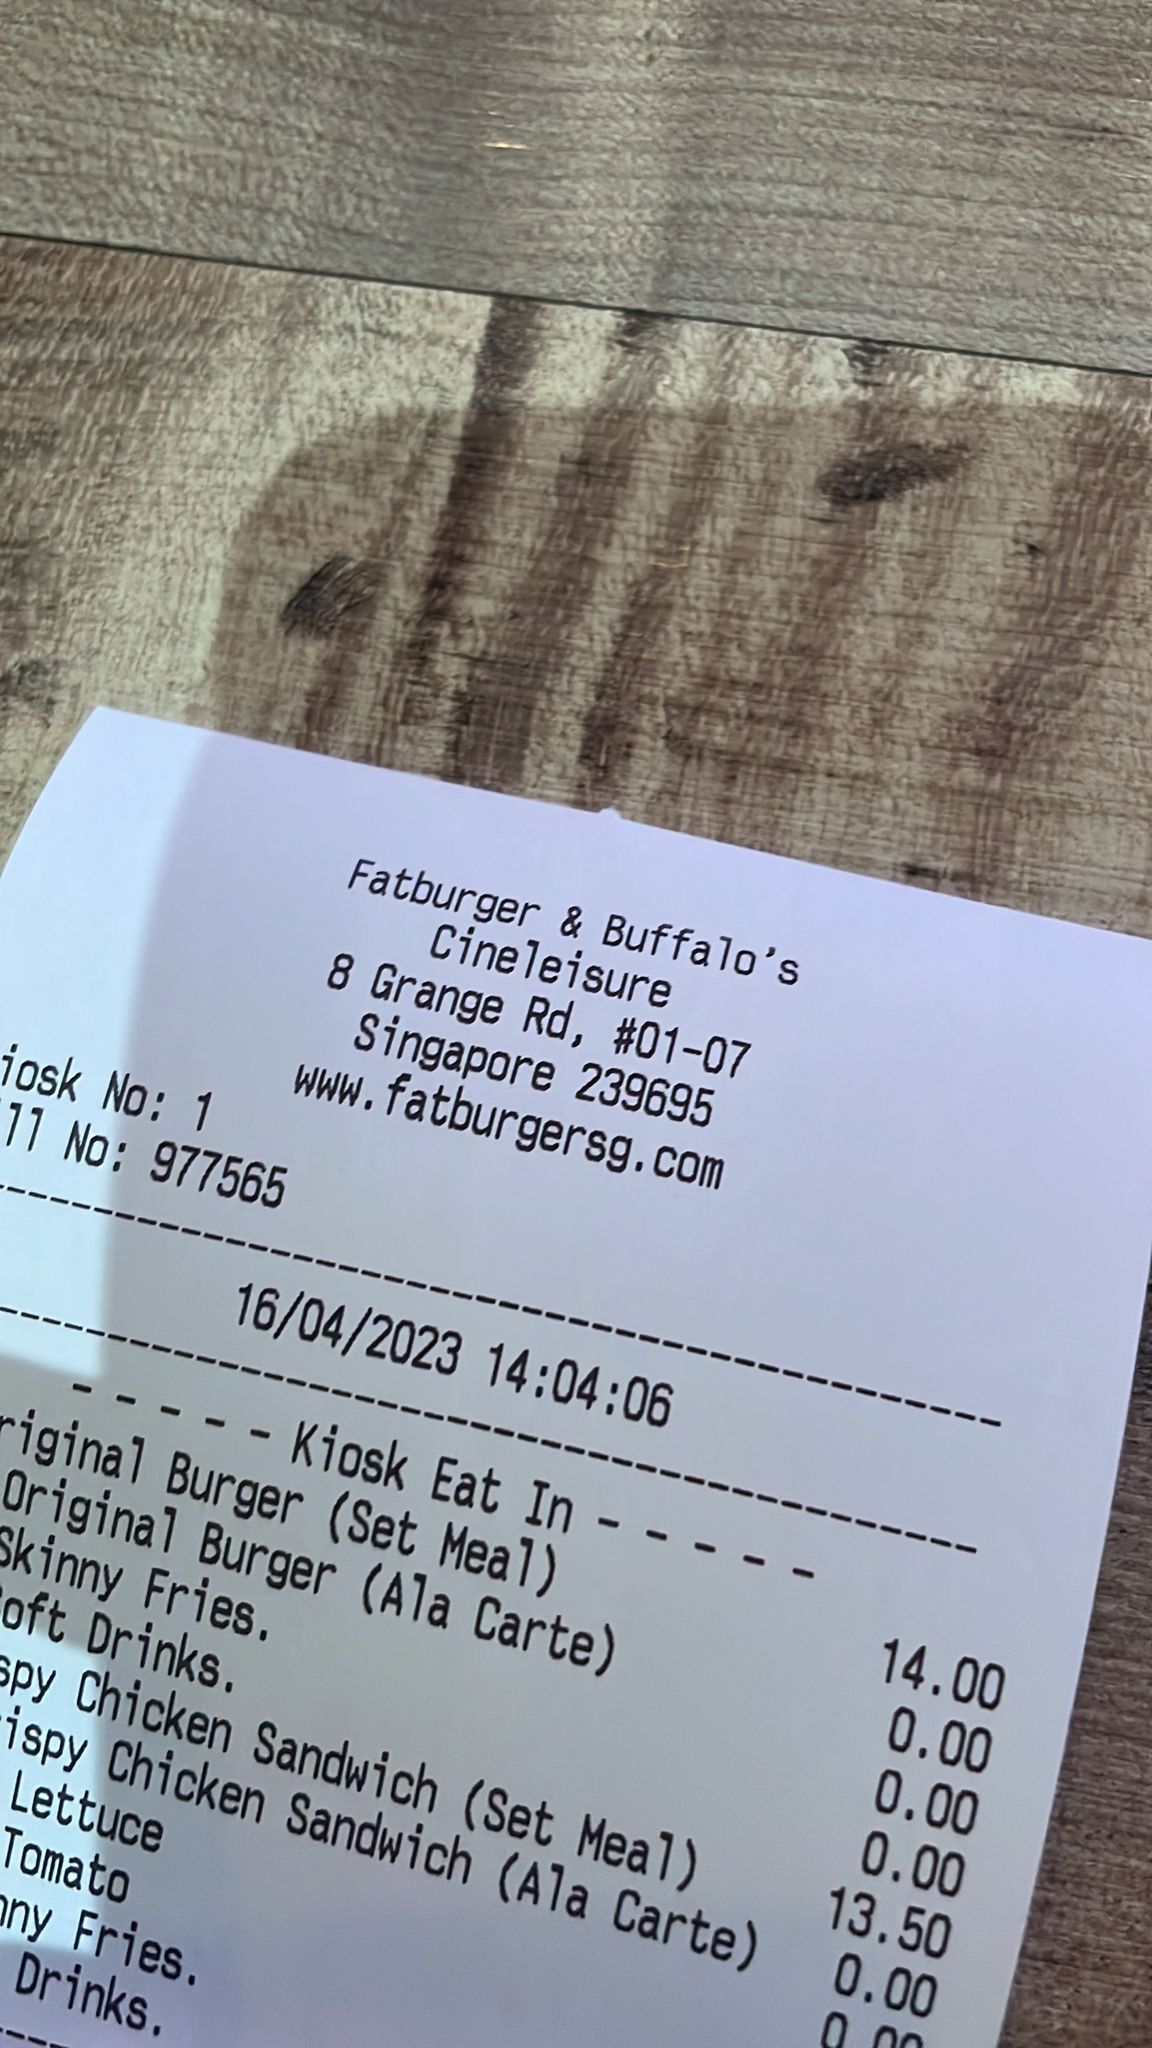 Fatburger & Buffalo's
Cineleisure
8 Grange Rd, #01-07
Singapore 239695
www.fatburgersg.com
iosk No: 1
ll No: 977565
16/04/2023 14:04:06
- - - - - Kiosk Eat In - - - - -
riginal Burger (Set Meal) 14.00
Original Burger (Ala Carte) 0.00
Skinny Fries. 0.00
oft Drinks. 0.00
spy Chicken Sandwich (Set Meal) 13.50
ispy Chicken Sandwich (Ala Carte) 0.00
Lettuce 0.00
Tomato
nny Fries.
Drinks.